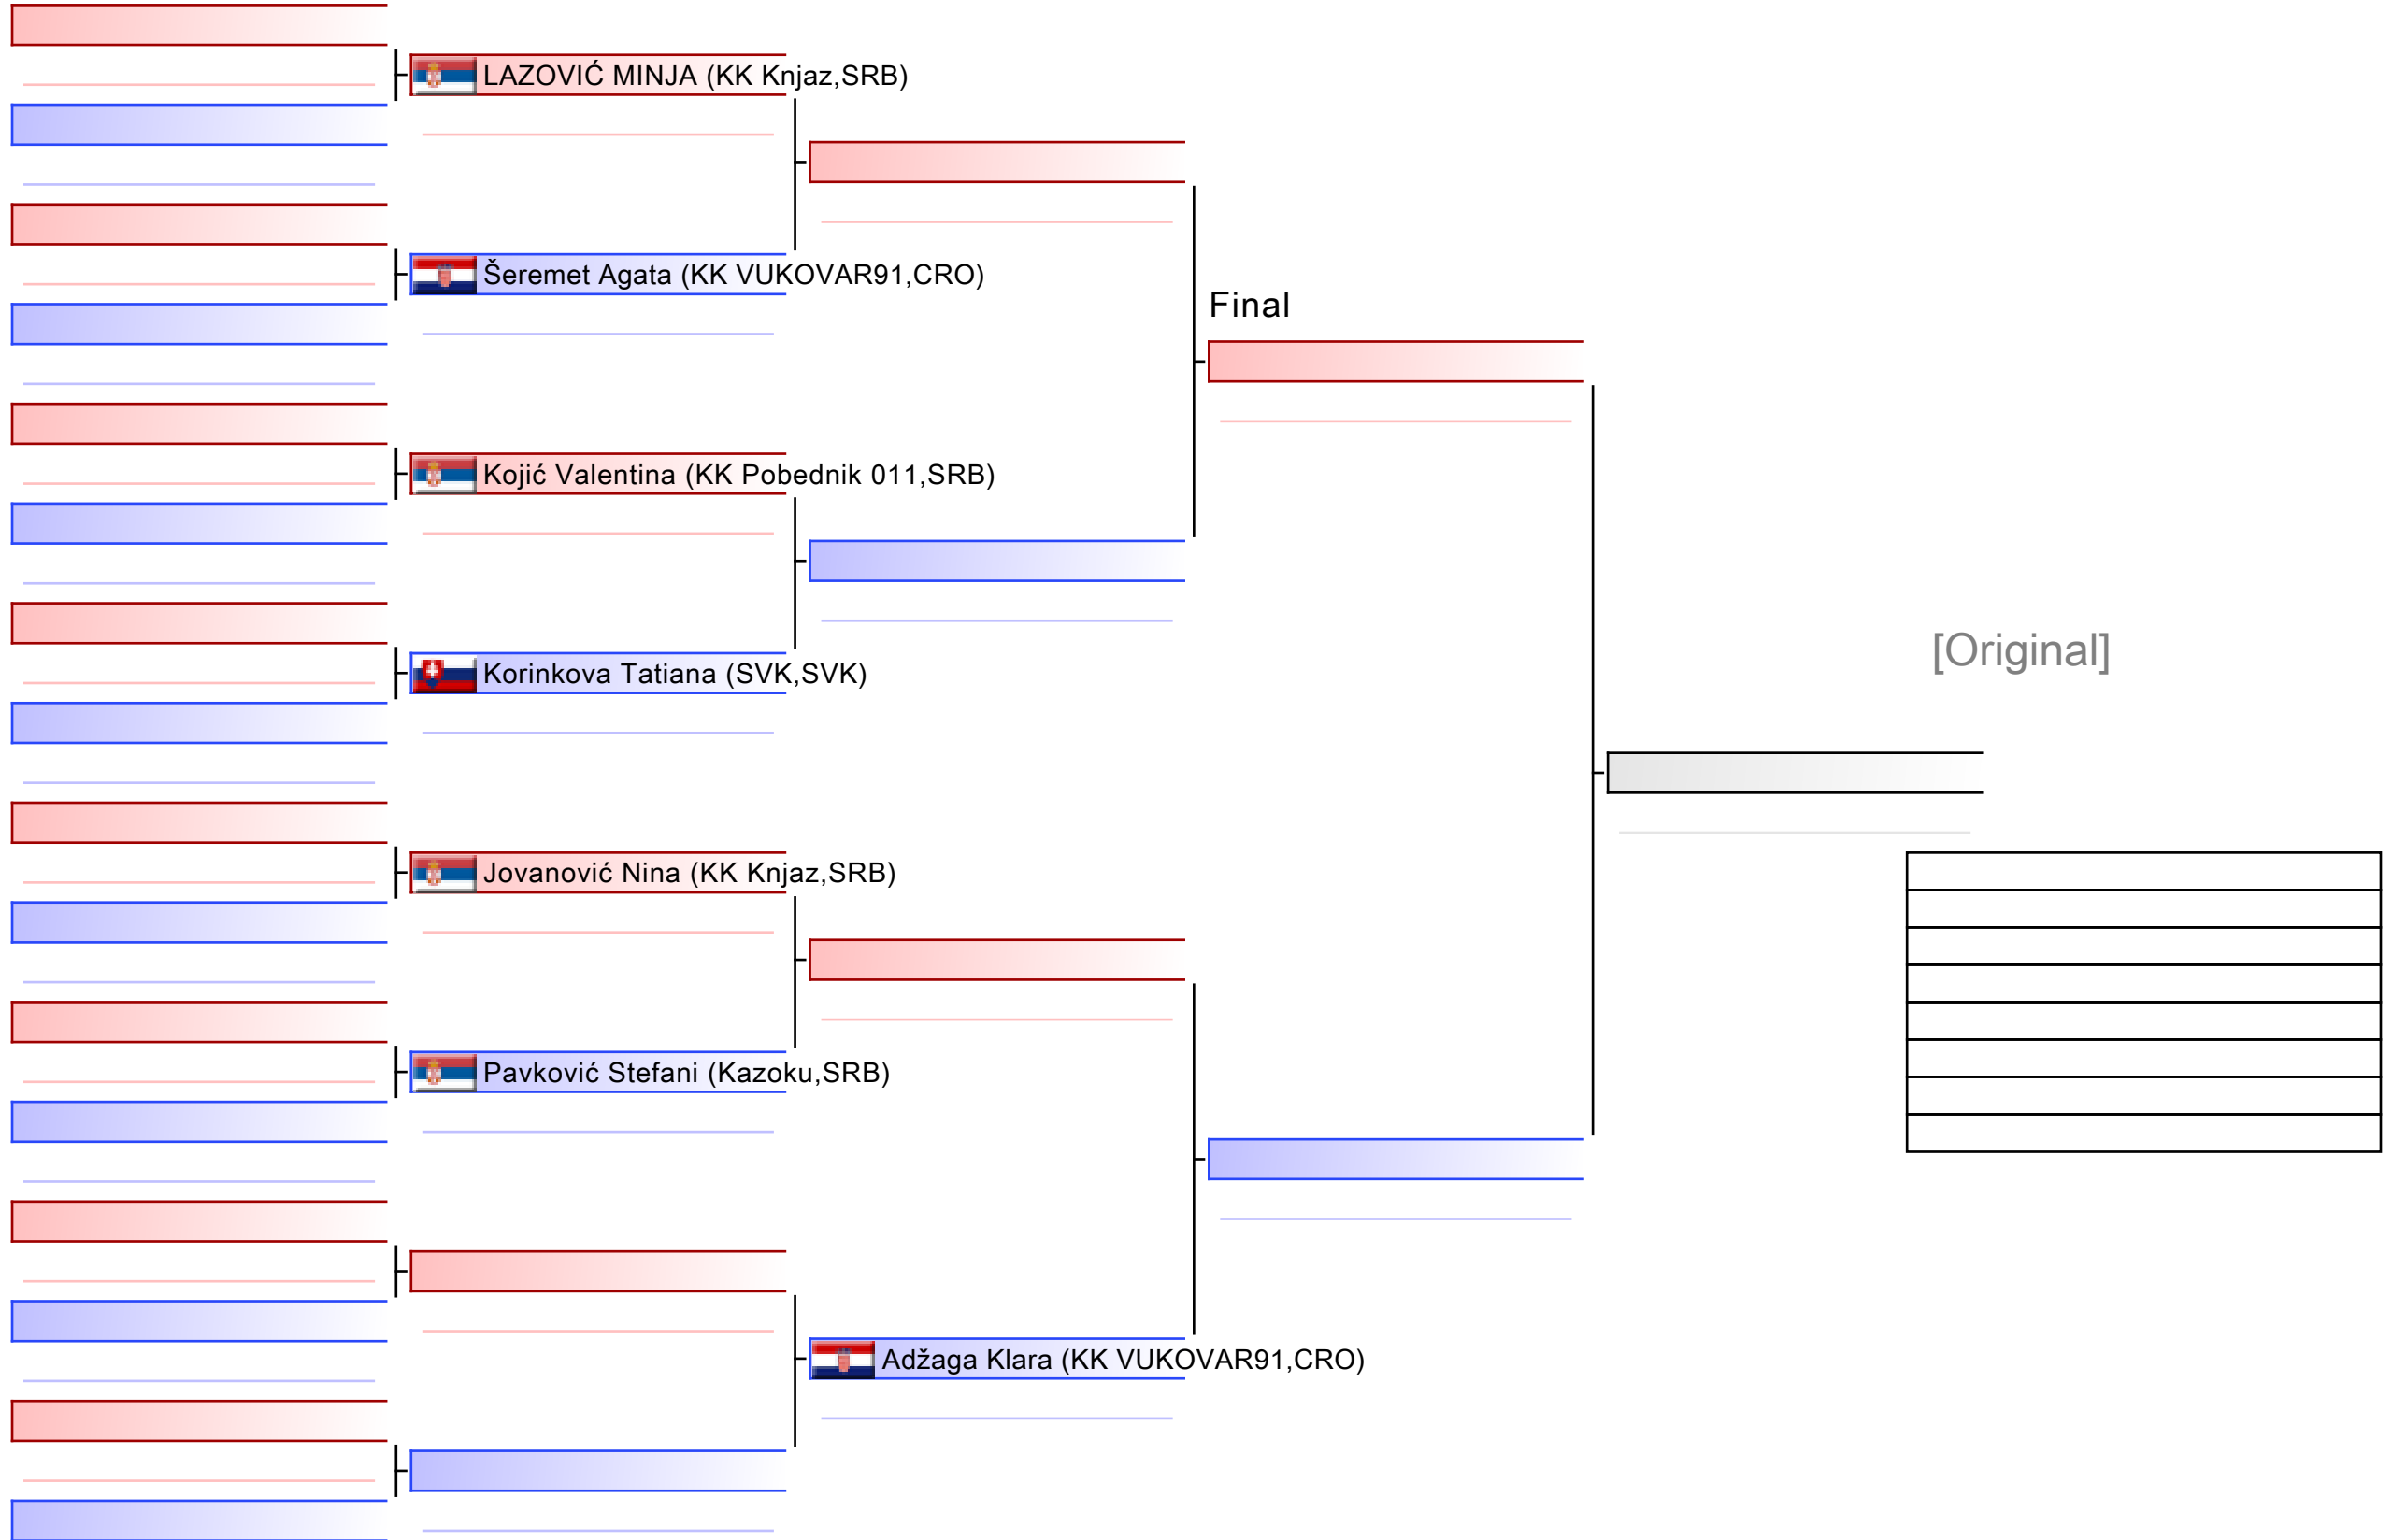 LAZOVIĆ MINJA (KK Knjaz,SRB)
Šeremet Agata (KK VUKOVAR91,CRO)
Final
Kojić Valentina (KK Pobednik 011,SRB)
[Original]
Korinkova Tatiana (SVK,SVK)
Jovanović Nina (KK Knjaz,SRB)
Pavković Stefani (Kazoku,SRB)
Adžaga Klara (KK VUKOVAR91,CRO)